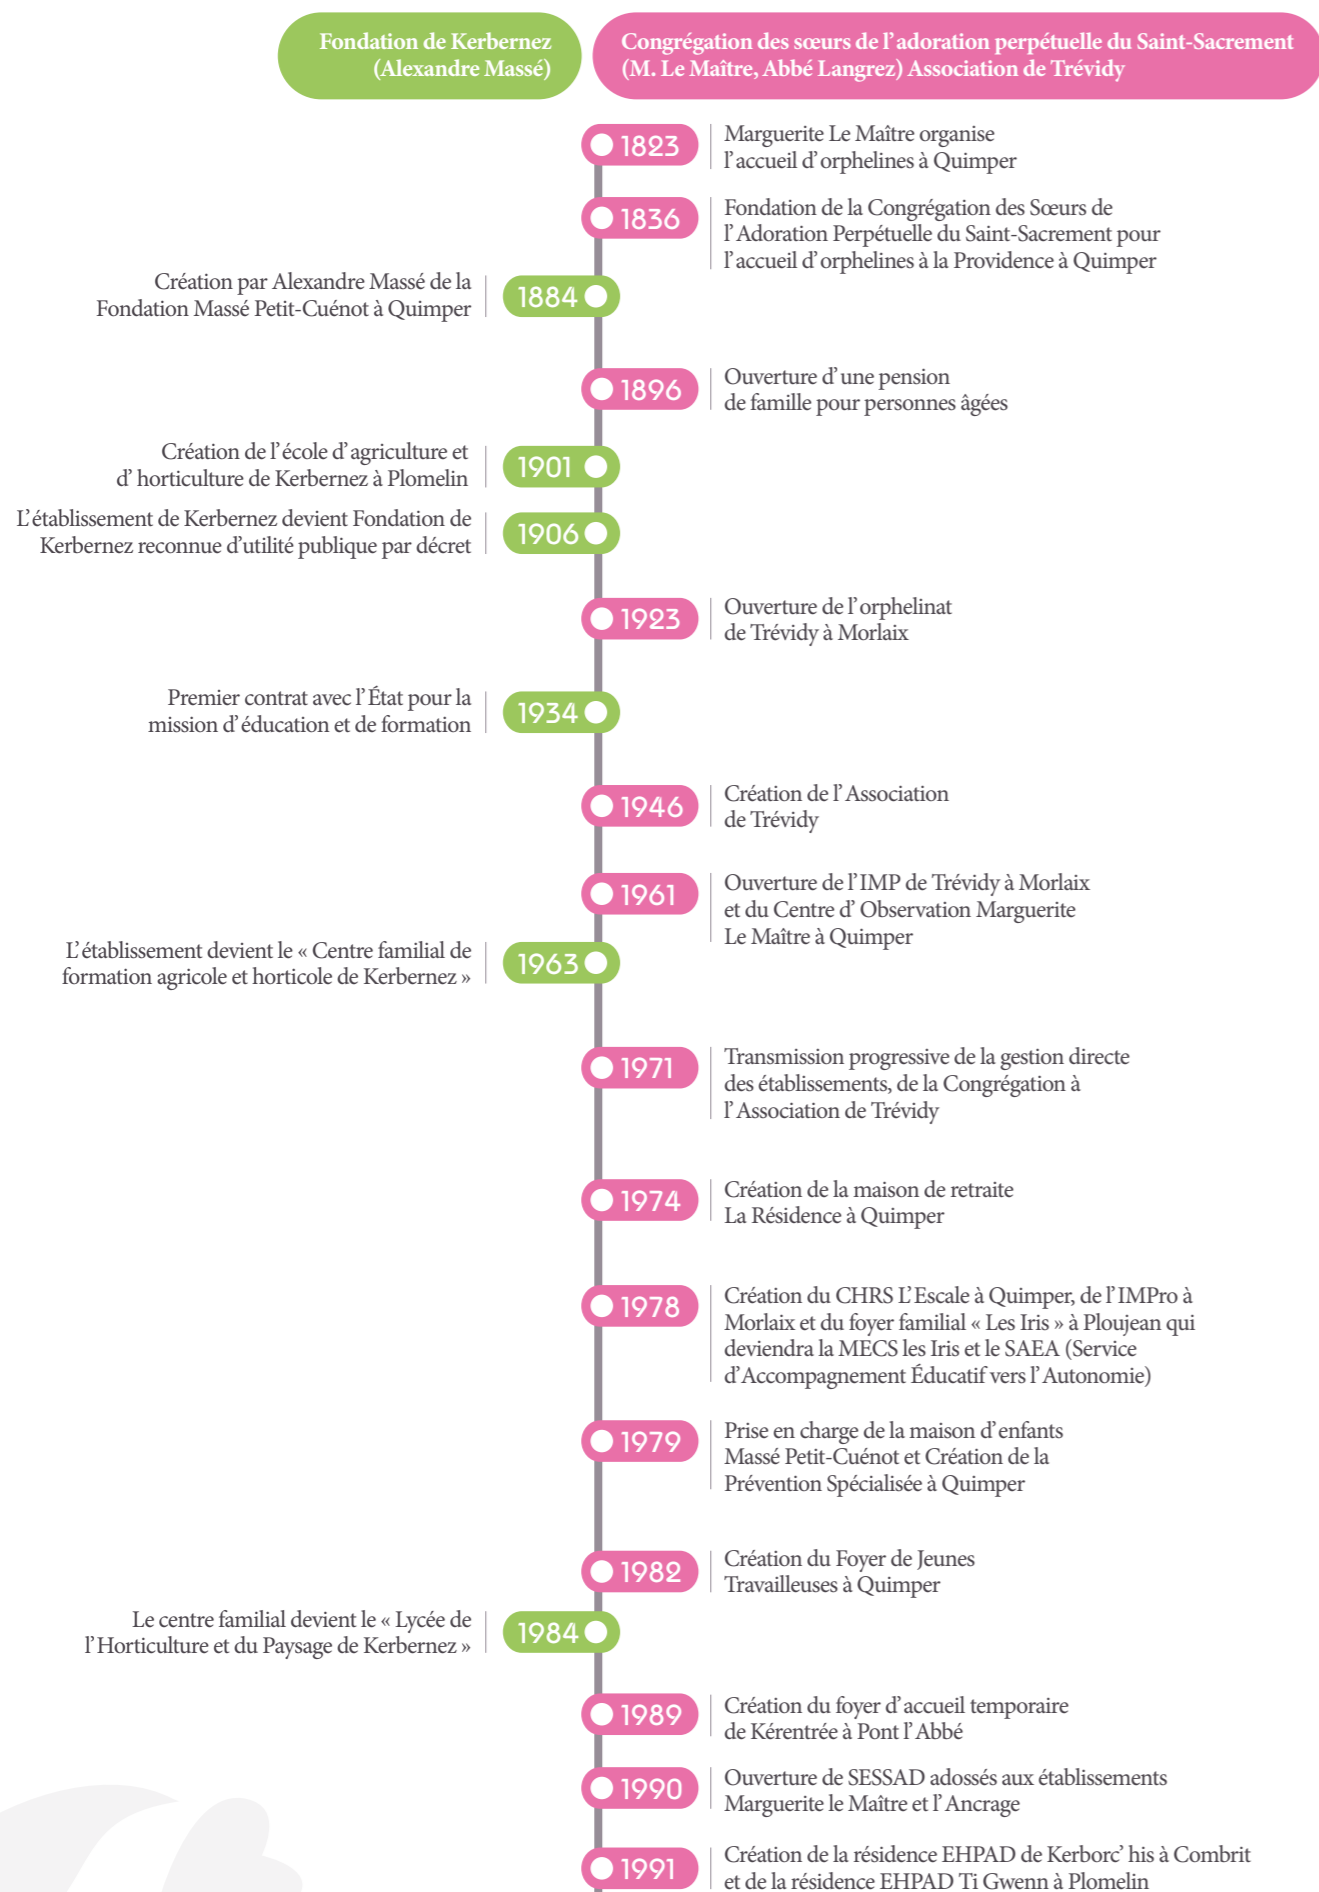 Fondation de Kerbernez
(Alexandre Massé)
Congrégation des sœurs de l'adoration perpétuelle du Saint-Sacrement
(M. Le Maître, Abbé Langrez) Association de Trévidy
1823
Marguerite Le Maître organise
l'accueil d'orphelines à Quimper
1836
Fondation de la Congrégation des Sœurs de
l'Adoration Perpétuelle du Saint-Sacrement pour
l'accueil d'orphelines à la Providence à Quimper
Création par Alexandre Massé de la
Fondation Massé Petit-Cuénot à Quimper
1884
1896
Ouverture d'une pension
de famille pour personnes âgées
Création de l'école d'agriculture et
d' horticulture de Kerbernez à Plomelin
1901
L'établissement de Kerbernez devient Fondation de
Kerbernez reconnue d'utilité publique par décret
1906
1923
Ouverture de l'orphelinat
de Trévidy à Morlaix
Premier contrat avec l'État pour la
mission d'éducation et de formation
1934
1946
Création de l'Association
de Trévidy
1961
Ouverture de l'IMP de Trévidy à Morlaix
et du Centre d' Observation Marguerite
Le Maître à Quimper
L'établissement devient le « Centre familial de
formation agricole et horticole de Kerbernez »
1963
1971
Transmission progressive de la gestion directe
des établissements, de la Congrégation à
l'Association de Trévidy
1974
Création de la maison de retraite
La Résidence à Quimper
1978
Création du CHRS L'Escale à Quimper, de l'IMPro à
Morlaix et du foyer familial « Les Iris » à Ploujean qui
deviendra la MECS les Iris et le SAEA (Service
d'Accompagnement Éducatif vers l'Autonomie)
1979
Prise en charge de la maison d'enfants
Massé Petit-Cuénot et Création de la
Prévention Spécialisée à Quimper
1982
Création du Foyer de Jeunes
Travailleuses à Quimper
Le centre familial devient le « Lycée de
l'Horticulture et du Paysage de Kerbernez »
1984
1989
Création du foyer d'accueil temporaire
de Kérentrée à Pont l'Abbé
1990
Ouverture de SESSAD adossés aux établissements
Marguerite le Maître et l'Ancrage
1991
Création de la résidence EHPAD de Kerborc' his à Combrit
et de la résidence EHPAD Ti Gwenn à Plomelin